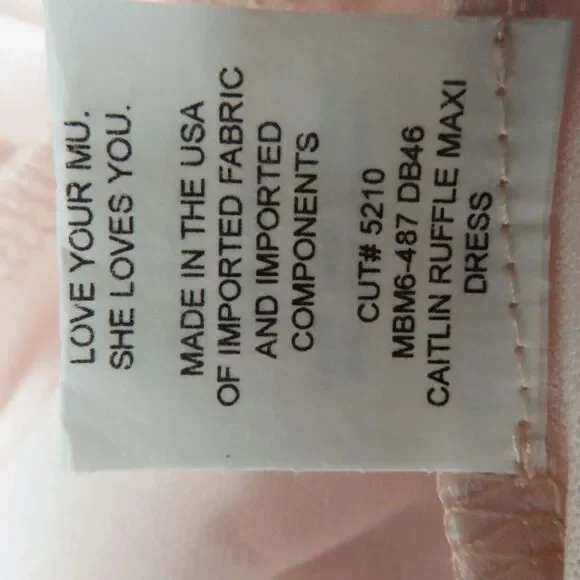 LOVE YOUR MU.
SHE LOVES YOU.
MADE IN THE USA
OF IMPORTED FABRIC
AND IMPORTED
COMPONENTS
CUT# 5210
MBM6-487 DB46
CAITLIN RUFFLE MAXI
DRESS